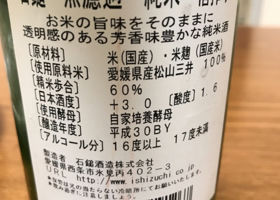 無濾過 純米
お米の旨味をそのままに
透明感のある芳香味豊かな純米酒
【原材料】 米(国産)・米麹(国産米)
【使用原料米】 愛媛県産松山三井 100%
【精米歩合】 60%
【日本酒度】 +3.0 【酸度】1.6
【使用酵母】 自家培養酵母
【醸造年度】 平成30BY
【アルコール分】 16度以上 17度未満
製造者 石鎚酒造株式会社
愛媛県西条市氷見丙402-3
URL http://www.ishizuchi.co.jp